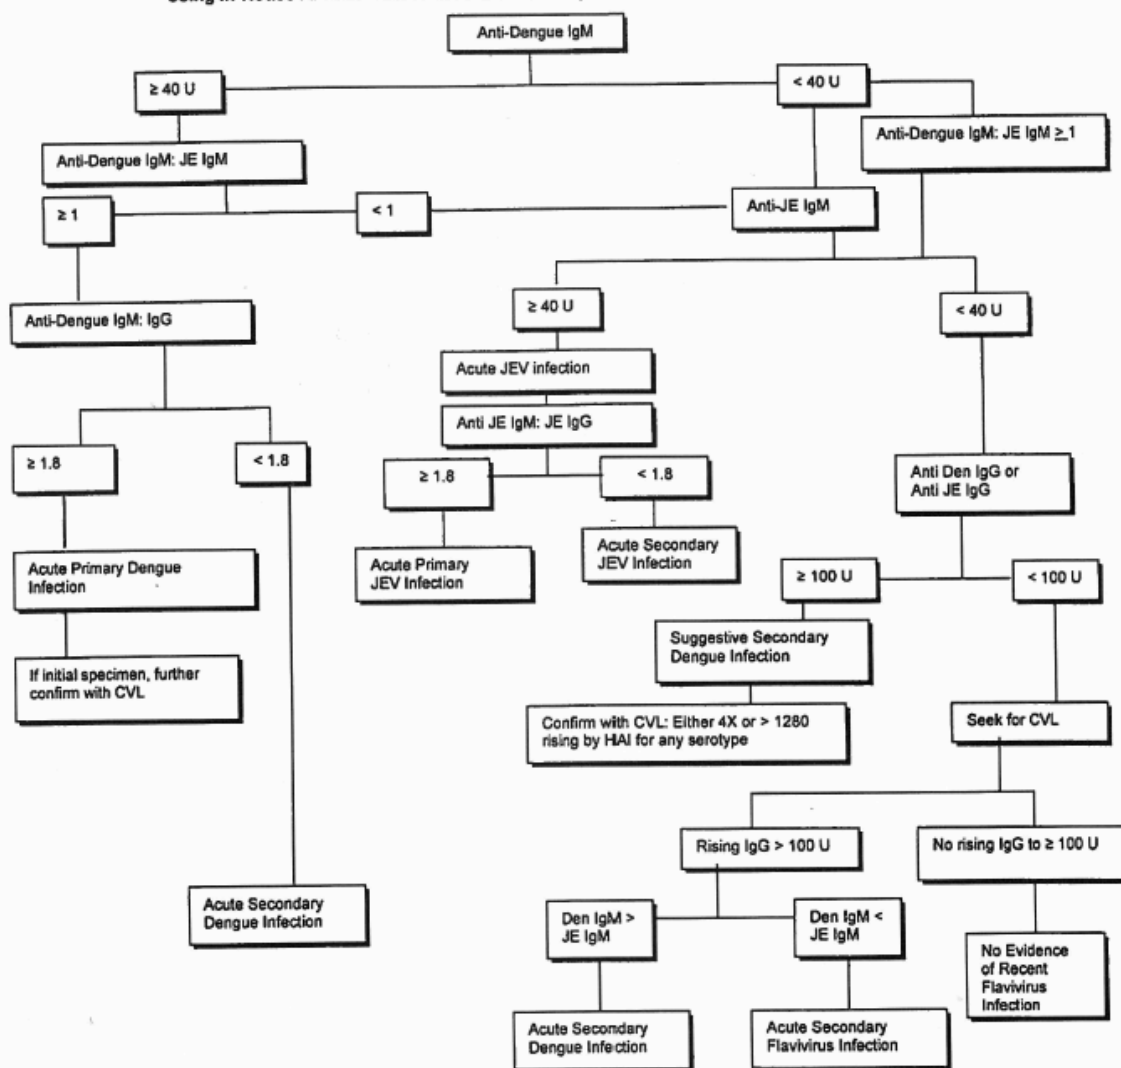 Anti-Dengue IgM
≥ 40 U
< 40 U
Anti-Dengue IgM: JE IgM
Anti-Dengue IgM: JE IgM ≥ 1
≥ 1
< 1
Anti-JE IgM
≥ 40 U
< 40 U
Anti-Dengue IgM: IgG
Acute JEV infection
Anti JE IgM: JE IgG
≥ 1.8
< 1.8
≥ 1.8
< 1.8
Anti Den IgG or
Anti JE IgG
Acute Primary Dengue
Infection
Acute Primary
JEV Infection
Acute Secondary
JEV Infection
≥ 100 U
< 100 U
If initial specimen, further
confirm with CVL
Suggestive Secondary
Dengue Infection
Confirm with CVL: Either 4X or > 1280
rising by HAI for any serotype
Seek for CVL
Rising IgG > 100 U
No rising IgG to ≥ 100 U
Acute Secondary
Dengue Infection
Den IgM >
JE IgM
Den IgM <
JE IgM
No Evidence
of Recent
Flavivirus
Infection
Acute Secondary
Dengue Infection
Acute Secondary
Flavivirus Infection